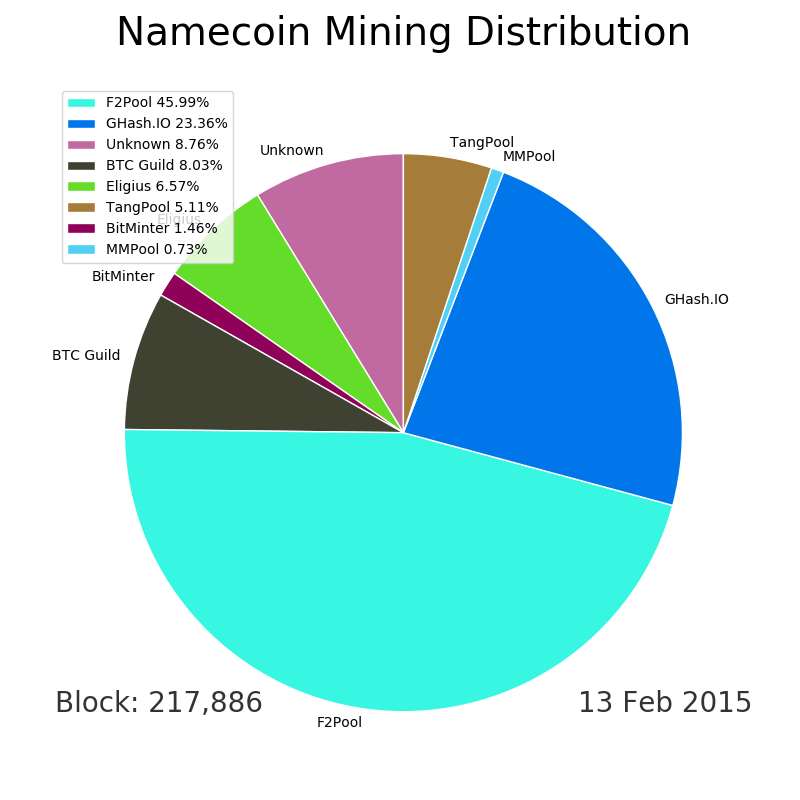 Namecoin Mining Distribution
F2Pool 45.99%
GHash.IO 23.36%
Unknown 8.76%
BTC Guild 8.03%
Eligius 6.57%
TangPool 5.11%
BitMinter 1.46%
MMPool 0.73%
Unknown
TangPool
MMPool
Eligius
BitMinter
GHash.IO
BTC Guild
F2Pool
Block: 217,886
13 Feb 2015